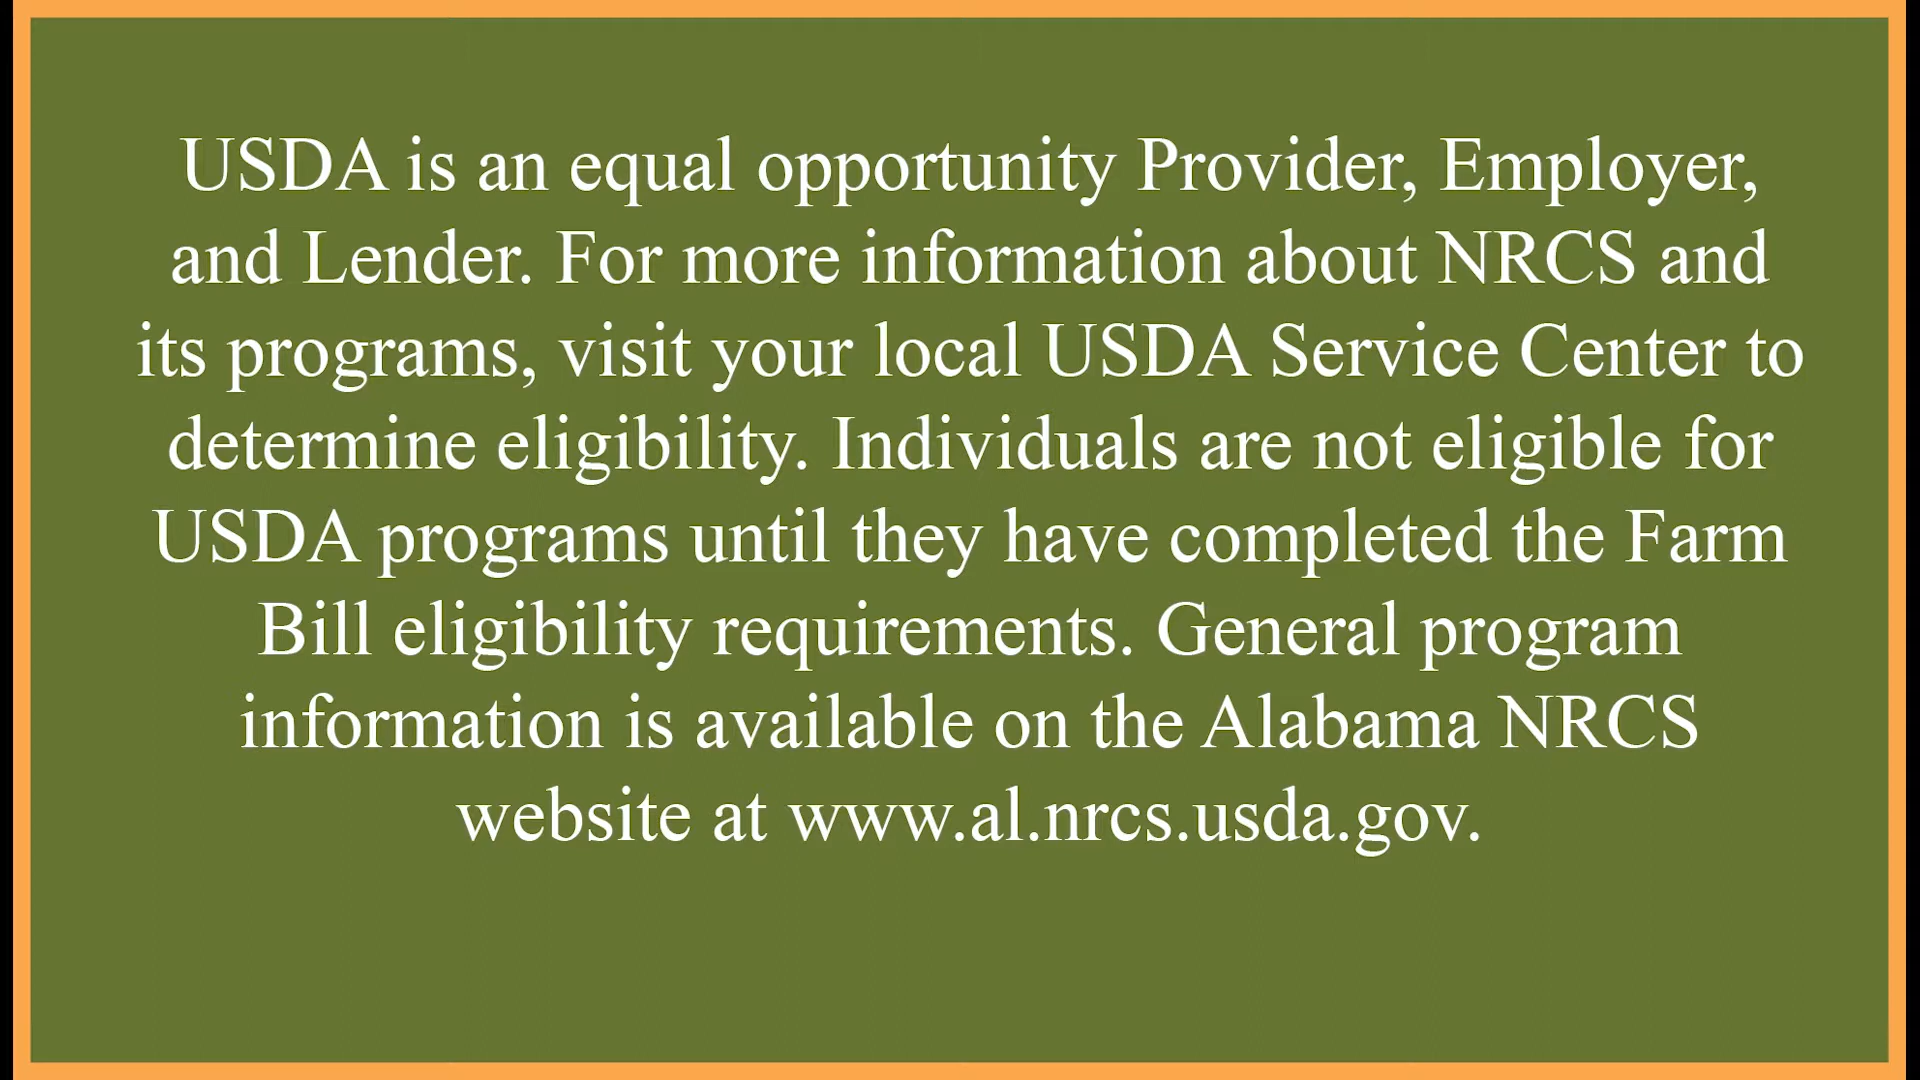 USDA is an equal opportunity Provider, Employer,
and Lender. For more information about NRCS and
its programs, visit your local USDA Service Center to
determine eligibility. Individuals are not eligible for
USDA programs until they have completed the Farm
Bill eligibility requirements. General program
information is available on the Alabama NRCS
website at www.al.nrcs.usda.gov.